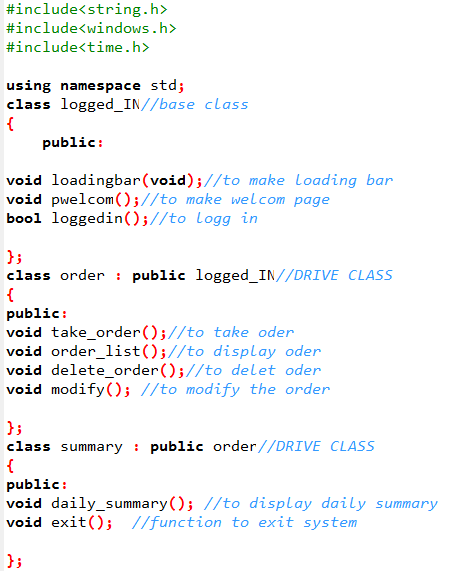 #include<string.h>
#include<windows.h>
#include<time.h>
using namespace std;
class logged_IN//base class
{
public:
void loadingbar(void);//to make loading bar
void pwelcom();//to make welcom page
bool loggedin();//to logg in
};
class order : public logged_IN//DRIVE CLASS
{
public:
void take_order();//to take oder
void order_list();//to display oder
void delete_order();//to delet oder
void modify(); //to modify the order
};
class summary : public order//DRIVE CLASS
{
public:
void daily_summary(); //to display daily summary
void exit();  //function to exit system
};